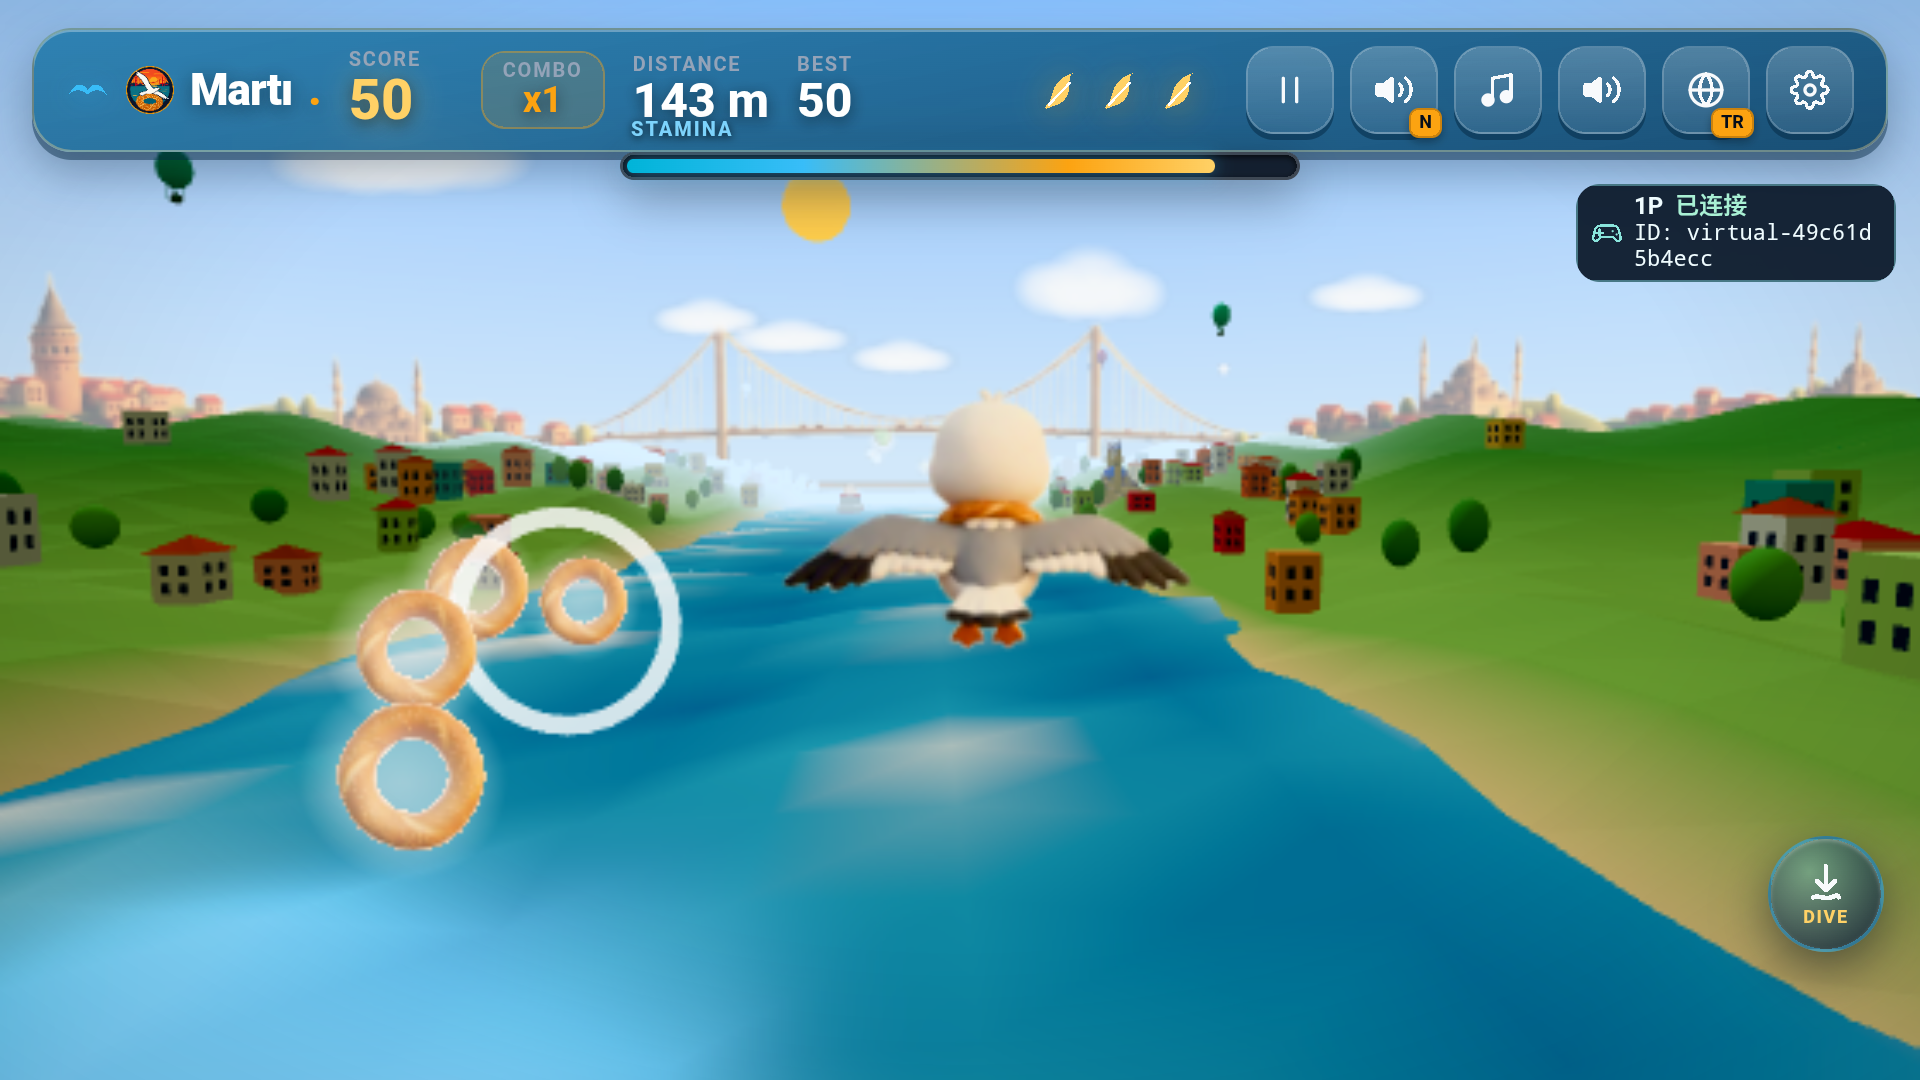 Martı.
SCORE
50
COMBO
x1
DISTANCE
143 m
BEST
50
STAMINA
N
TR
1P 已连接
ID: virtual-49c61d
5b4ecc
DIVE